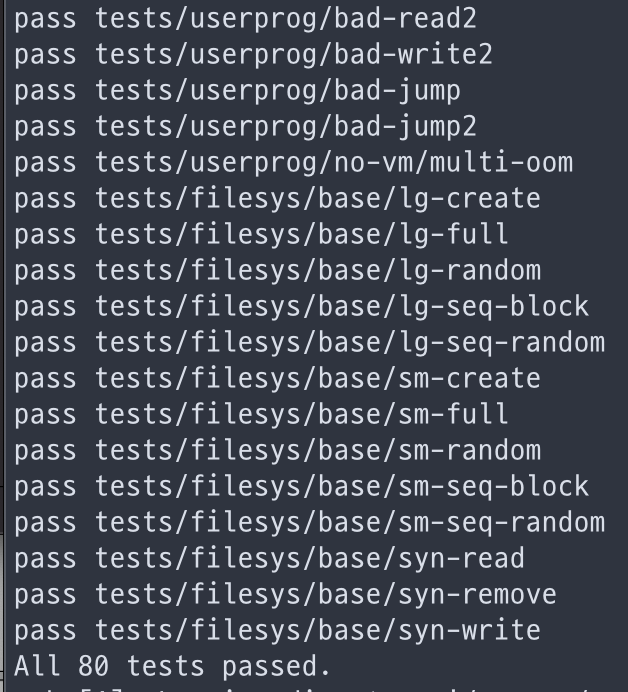 pass tests/userprog/bad-read2
pass tests/userprog/bad-write2
pass tests/userprog/bad-jump
pass tests/userprog/bad-jump2
pass tests/userprog/no-vm/multi-oom
pass tests/filesys/base/lg-create
pass tests/filesys/base/lg-full
pass tests/filesys/base/lg-random
pass tests/filesys/base/lg-seq-block
pass tests/filesys/base/lg-seq-random
pass tests/filesys/base/sm-create
pass tests/filesys/base/sm-full
pass tests/filesys/base/sm-random
pass tests/filesys/base/sm-seq-block
pass tests/filesys/base/sm-seq-random
pass tests/filesys/base/syn-read
pass tests/filesys/base/syn-remove
pass tests/filesys/base/syn-write
All 80 tests passed.